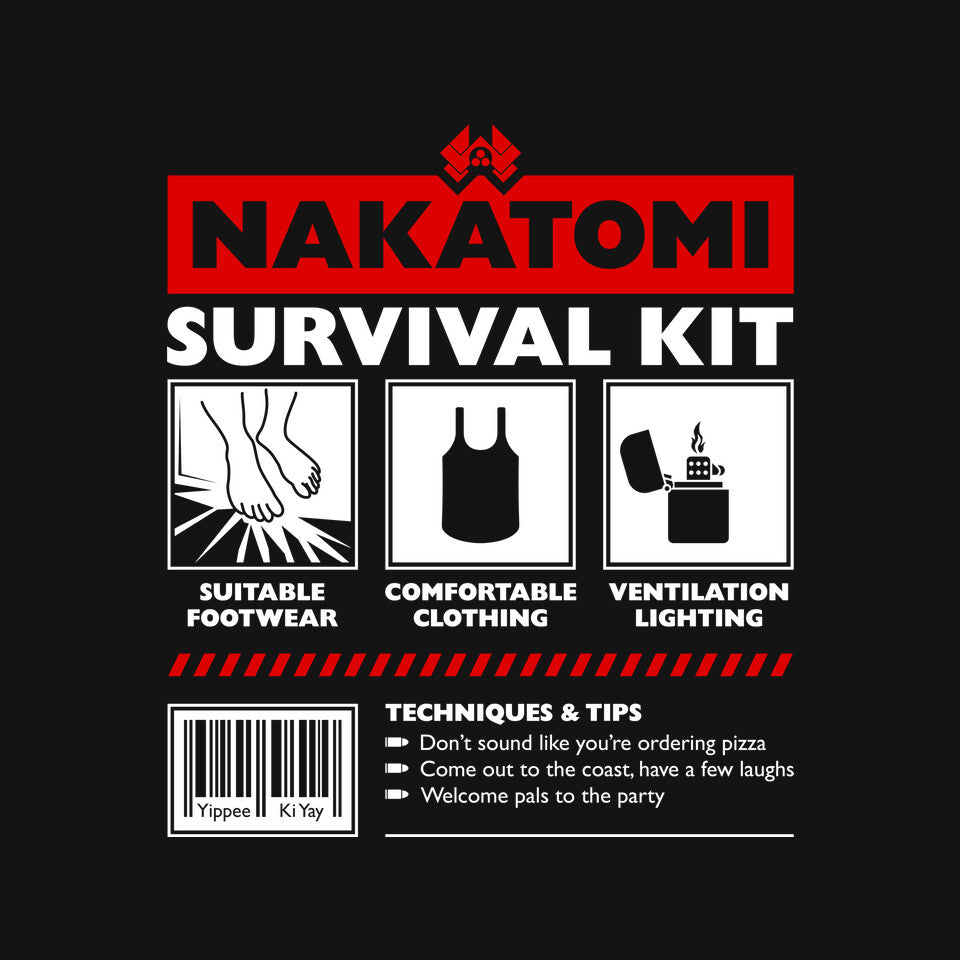 NAKATOMI
SURVIVAL KIT
SUITABLE
FOOTWEAR
COMFORTABLE
CLOTHING
VENTILATION
LIGHTING
Yippee Ki Yay
TECHNIQUES & TIPS
Don't sound like you're ordering pizza
Come out to the coast, have a few laughs
Welcome pals to the party